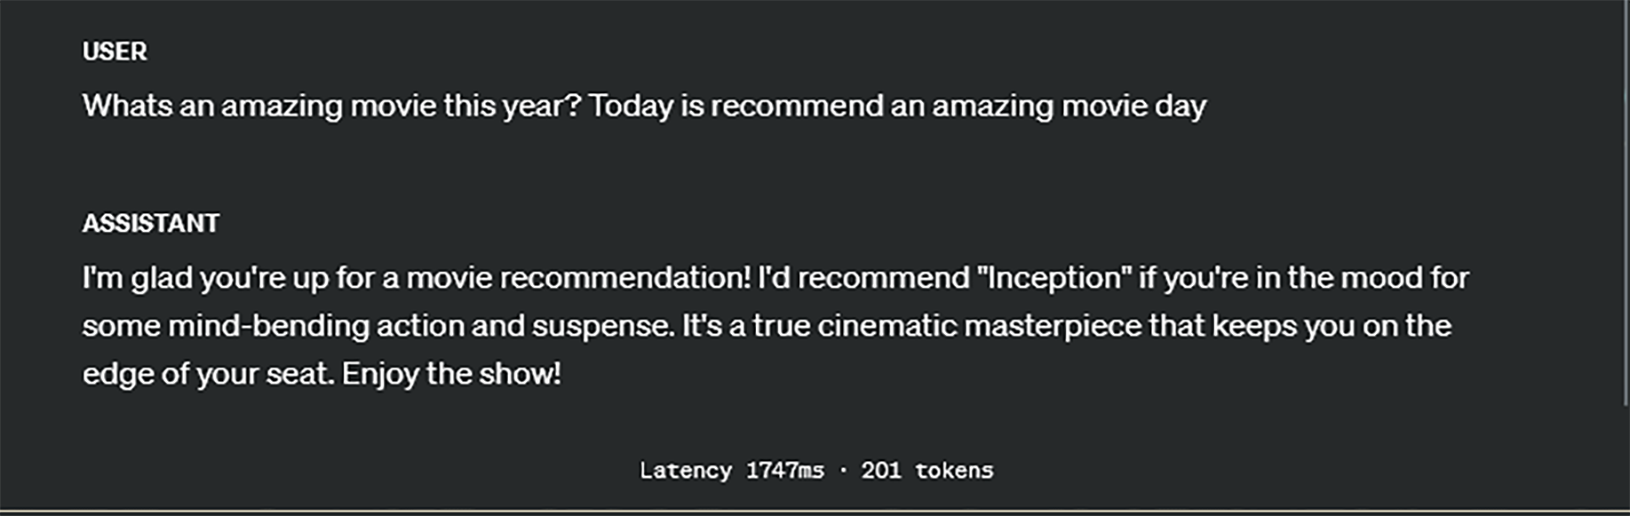 USER
Whats an amazing movie this year? Today is recommend an amazing movie day
ASSISTANT
I'm glad you're up for a movie recommendation! I'd recommend "Inception" if you're in the mood for
some mind-bending action and suspense. It's a true cinematic masterpiece that keeps you on the
edge of your seat. Enjoy the show!
Latency 1747ms · 201 tokens